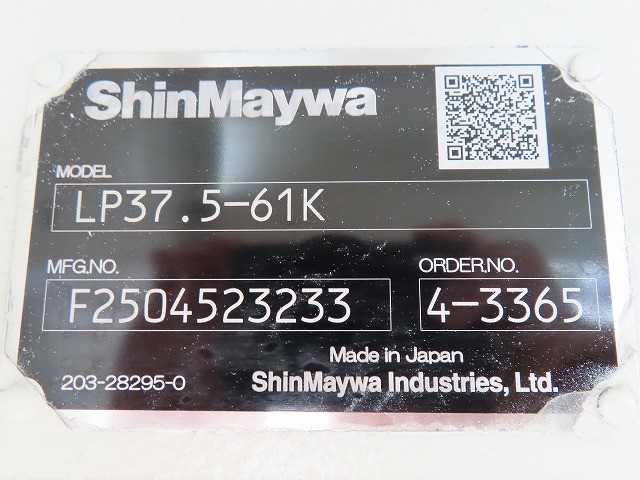 ShinMaywa
MODEL
LP37.5-61K
MFG.NO. ORDER.NO.
F2504523233 4-3365
Made in Japan
203-28295-0 ShinMaywa Industries, Ltd.